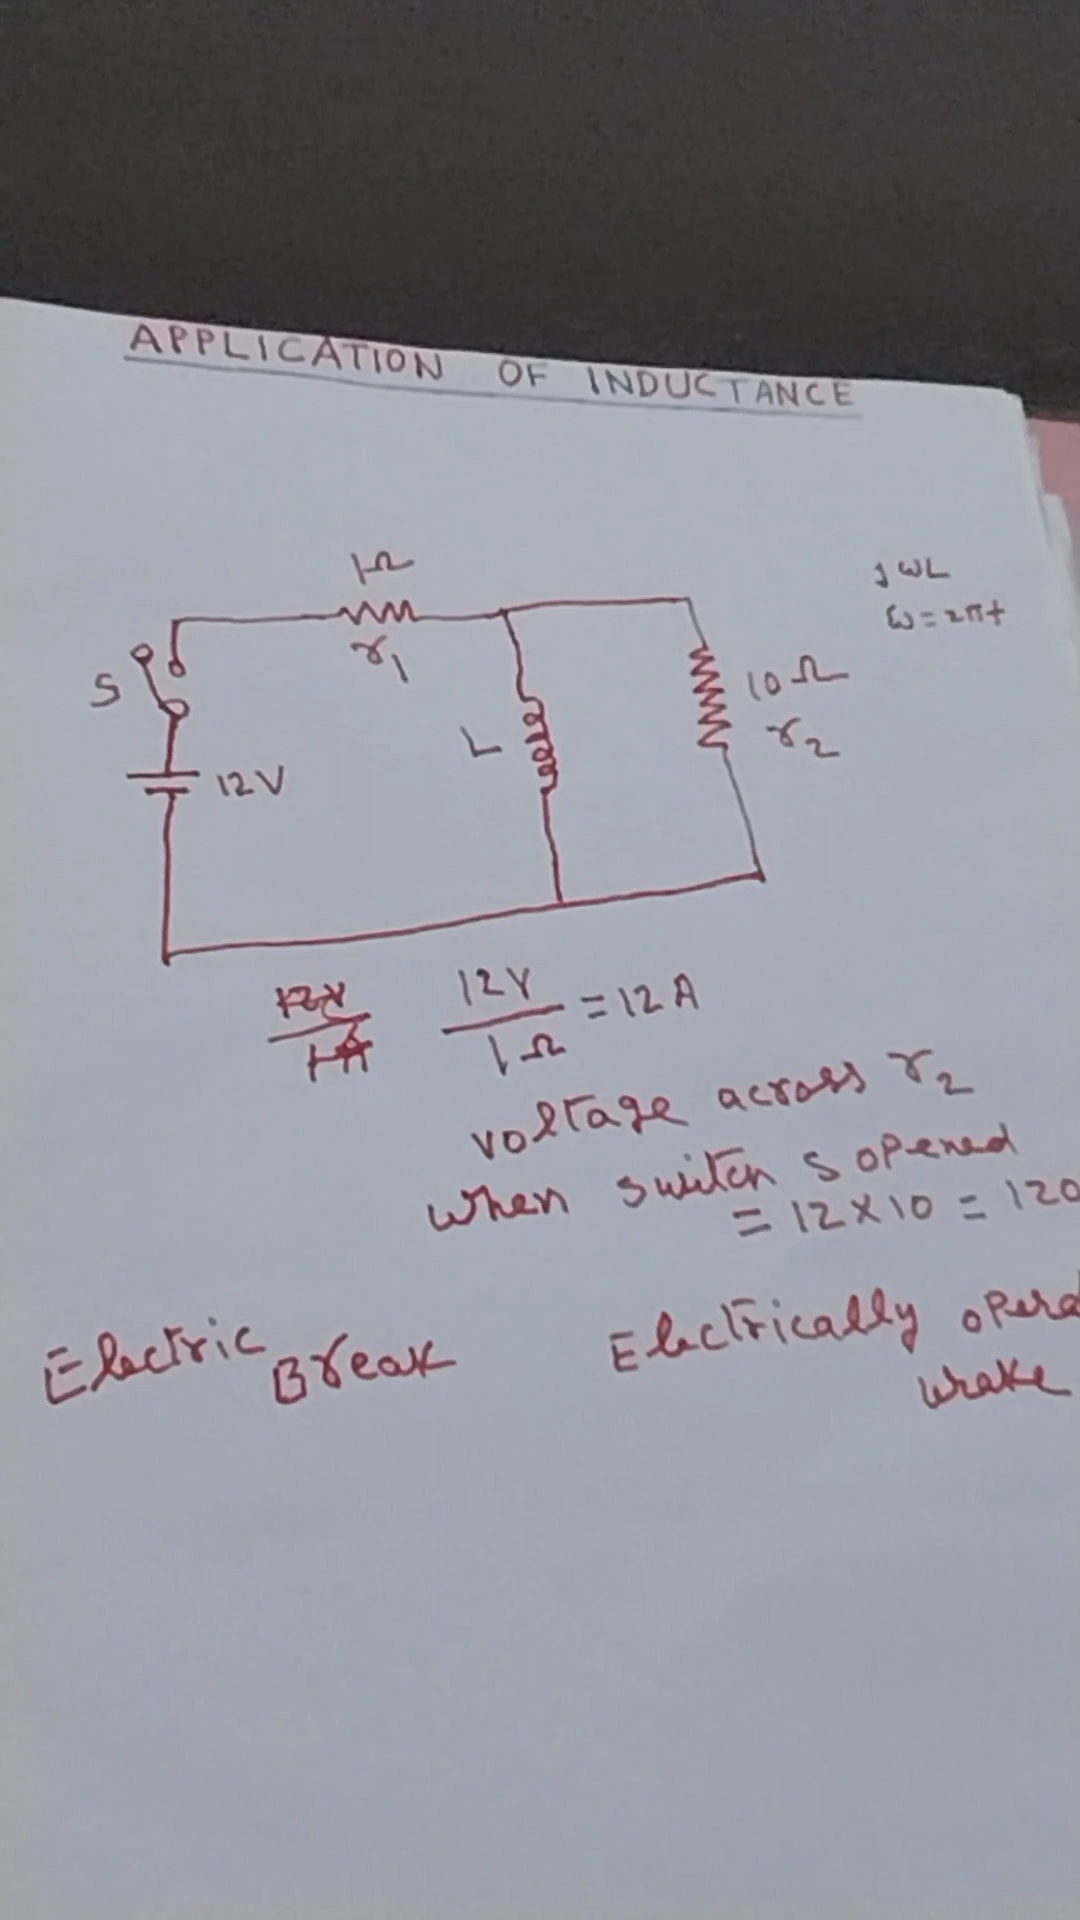 APPLICATION OF INDUCTANCE
1Ω
r1
S
12V
L
10Ω
r2
jωL
ω=2πf
12V
1Ω
=12A
voltage across r2
when switch S opened
=12×10=120
Electric Break
Electrically opera